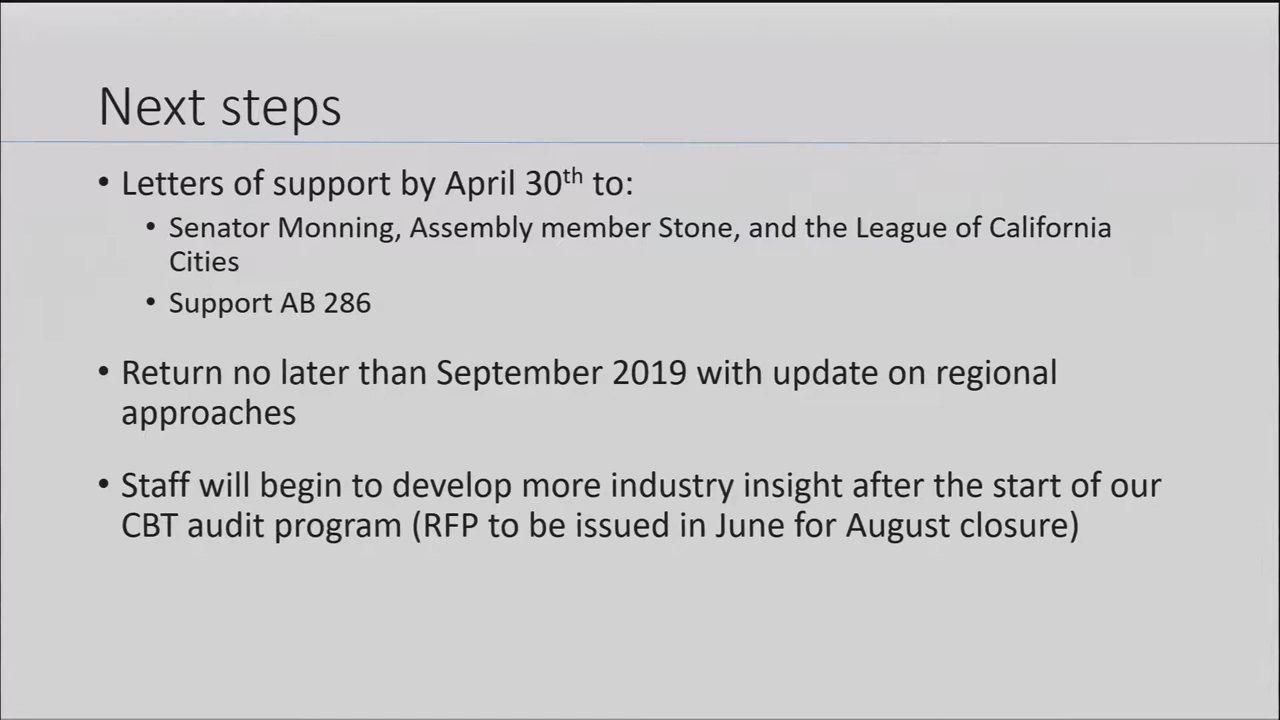 Next steps
• Letters of support by April 30th to:
• Senator Monning, Assembly member Stone, and the League of California
Cities
• Support AB 286
• Return no later than September 2019 with update on regional
approaches
• Staff will begin to develop more industry insight after the start of our
CBT audit program (RFP to be issued in June for August closure)